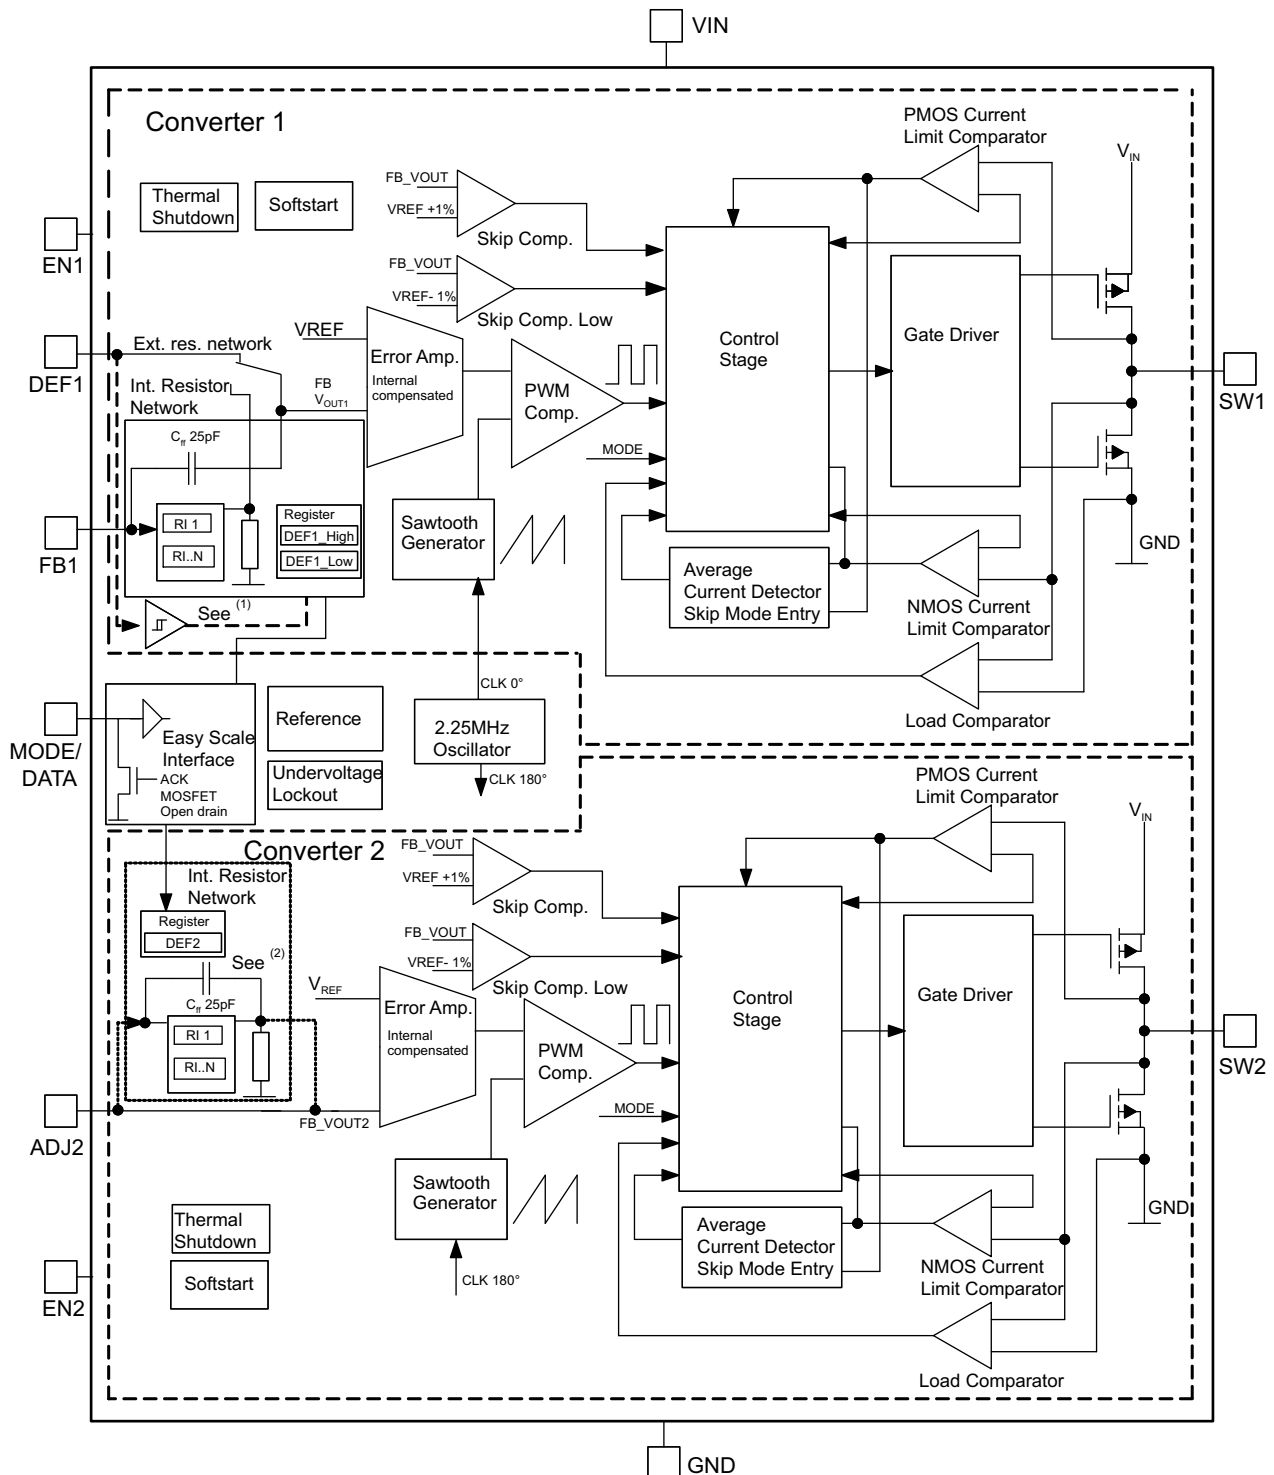 VIN
Converter 1
PMOS Current
Limit Comparator
VIN
FB_VOUT
VREF +1%
Skip Comp.
Thermal
Shutdown
Softstart
EN1
FB_VOUT
VREF- 1%
Skip Comp. Low
Control
Stage
Gate Driver
VREF
Error Amp.
Internal
compensated
Ext. res. network
DEF1
Int. Resistor
Network
FB
VOUT1
PWM
Comp.
SW1
Cff 25pF
MODE
RI 1
RI..N
Register
DEF1_High
DEF1_Low
FB1
Sawtooth
Generator
GND
Average
Current Detector
Skip Mode Entry
NMOS Current
Limit Comparator
See (1)
CLK 0°
Load Comparator
MODE/
DATA
Easy Scale
Interface
ACK
MOSFET
Open drain
Reference
Undervoltage
Lockout
2.25MHz
Oscillator
CLK 180°
PMOS Current
Limit Comparator
VIN
Converter 2
FB_VOUT
VREF +1%
Skip Comp.
Int. Resistor
Network
Register
DEF2
See (2)
Cff 25pF
RI 1
RI..N
FB_VOUT
VREF- 1%
Skip Comp. Low
VREF
Error Amp.
Internal
compensated
PWM
Comp.
Control
Stage
Gate Driver
SW2
MODE
ADJ2
FB_VOUT2
Sawtooth
Generator
CLK 180°
GND
Average
Current Detector
Skip Mode Entry
NMOS Current
Limit Comparator
Thermal
Shutdown
Softstart
EN2
Load Comparator
GND